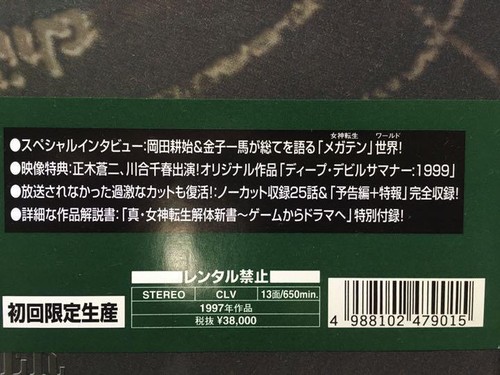 女神転生 ワールド
●スペシャルインタビュー:岡田耕始&金子一馬が総てを語る「メガテン」世界!
●映像特典:正木蒼二、川合千春出演!オリジナル作品「ディープ・デビルサマナー:1999」
●放送されなかった過激なカットも復活!:ノーカット収録25話&「予告編+特報」完全収録!
●詳細な作品解説書:「真・女神転生解体新書〜ゲームからドラマへ」特別付録!
レンタル禁止
STEREO CLV 13面/650min.
初回限定生産
1997年作品
税抜 ¥38,000
4 988102 479015